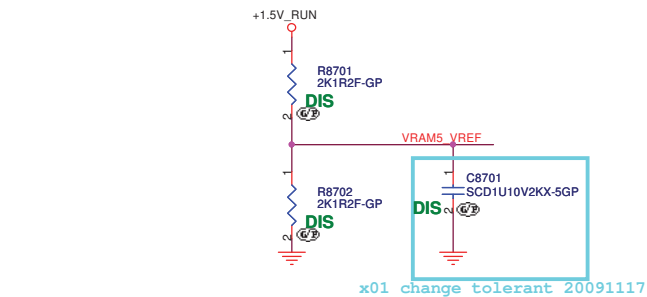 +1.5V_RUN
1
R8701
2K1R2F-GP
DIS
2
G/P
VRAM5_VREF
1
R8702
2K1R2F-GP
DIS
2
G/P
1
C8701
SCD1U10V2KX-5GP
DIS
2
G/P
x01 change tolerant 20091117